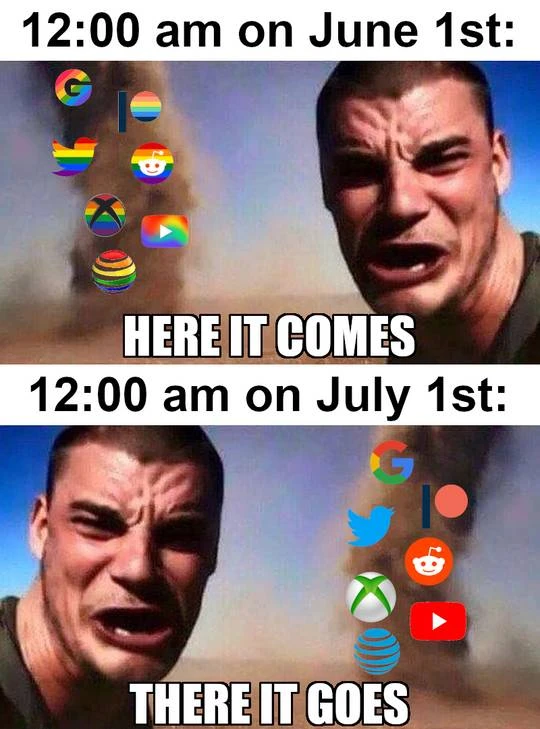 12:00 am on June 1st:
HERE IT COMES
12:00 am on July 1st:
THERE IT GOES